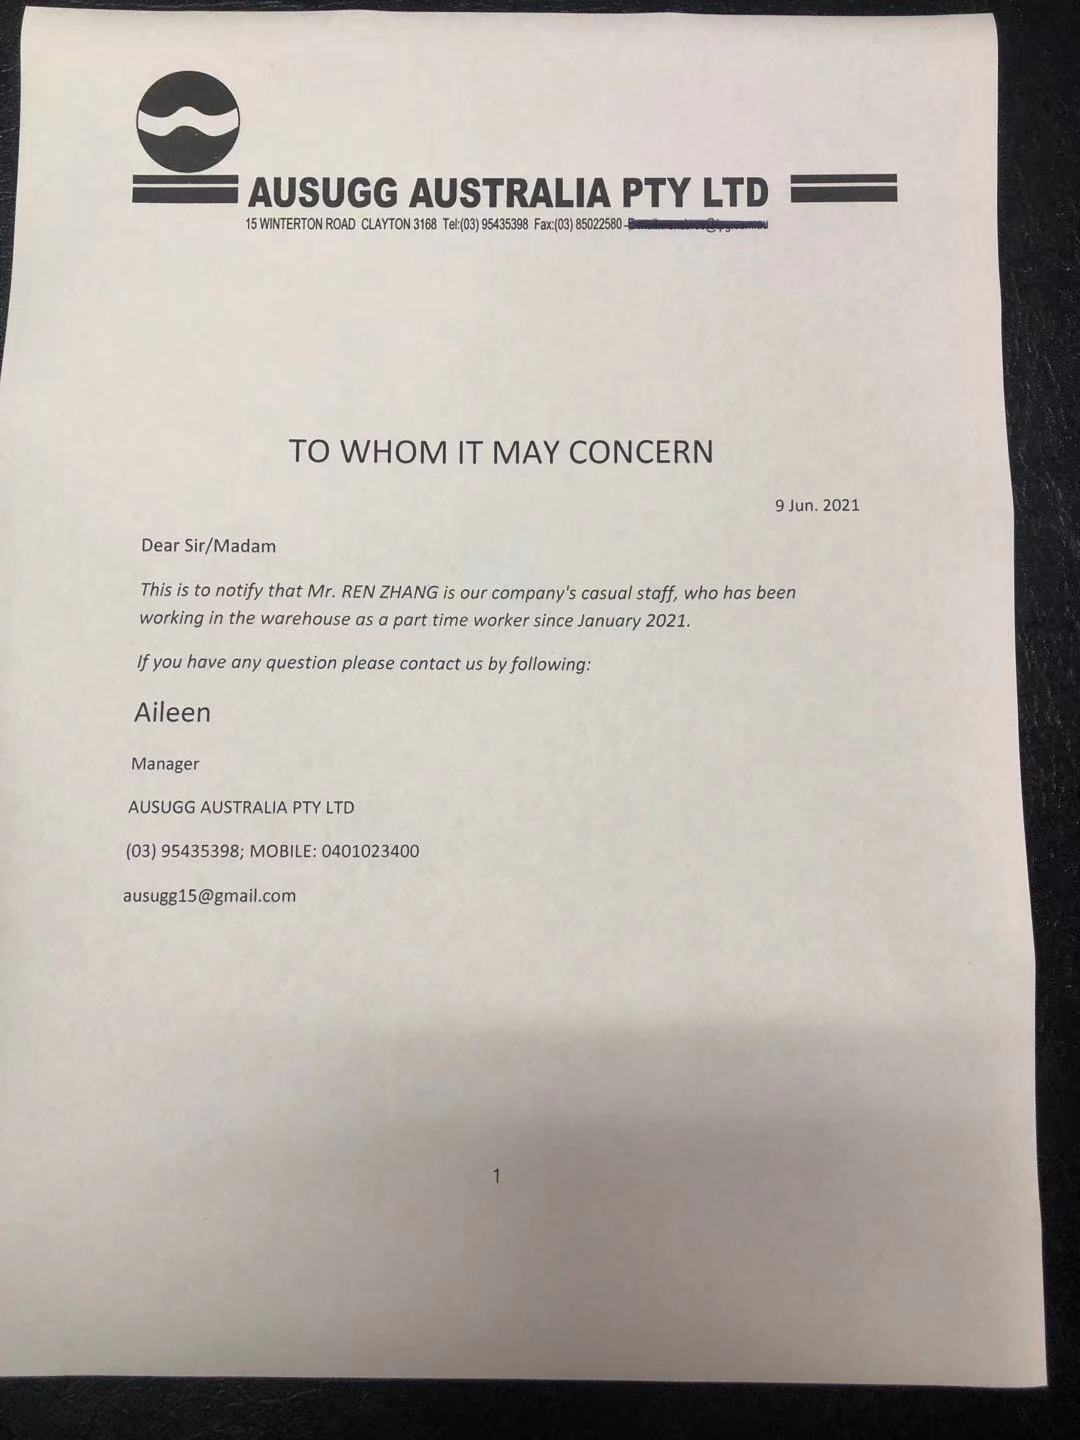 AUSUGG AUSTRALIA PTY LTD
15 WINTERTON ROAD CLAYTON 3168 Tel:(03) 95435398 Fax:(03) 85022580
TO WHOM IT MAY CONCERN
9 Jun. 2021
Dear Sir/Madam
This is to notify that Mr. REN ZHANG is our company's casual staff, who has been
working in the warehouse as a part time worker since January 2021.
If you have any question please contact us by following:
Aileen
Manager
AUSUGG AUSTRALIA PTY LTD
(03) 95435398; MOBILE: 0401023400
ausugg15@gmail.com
1